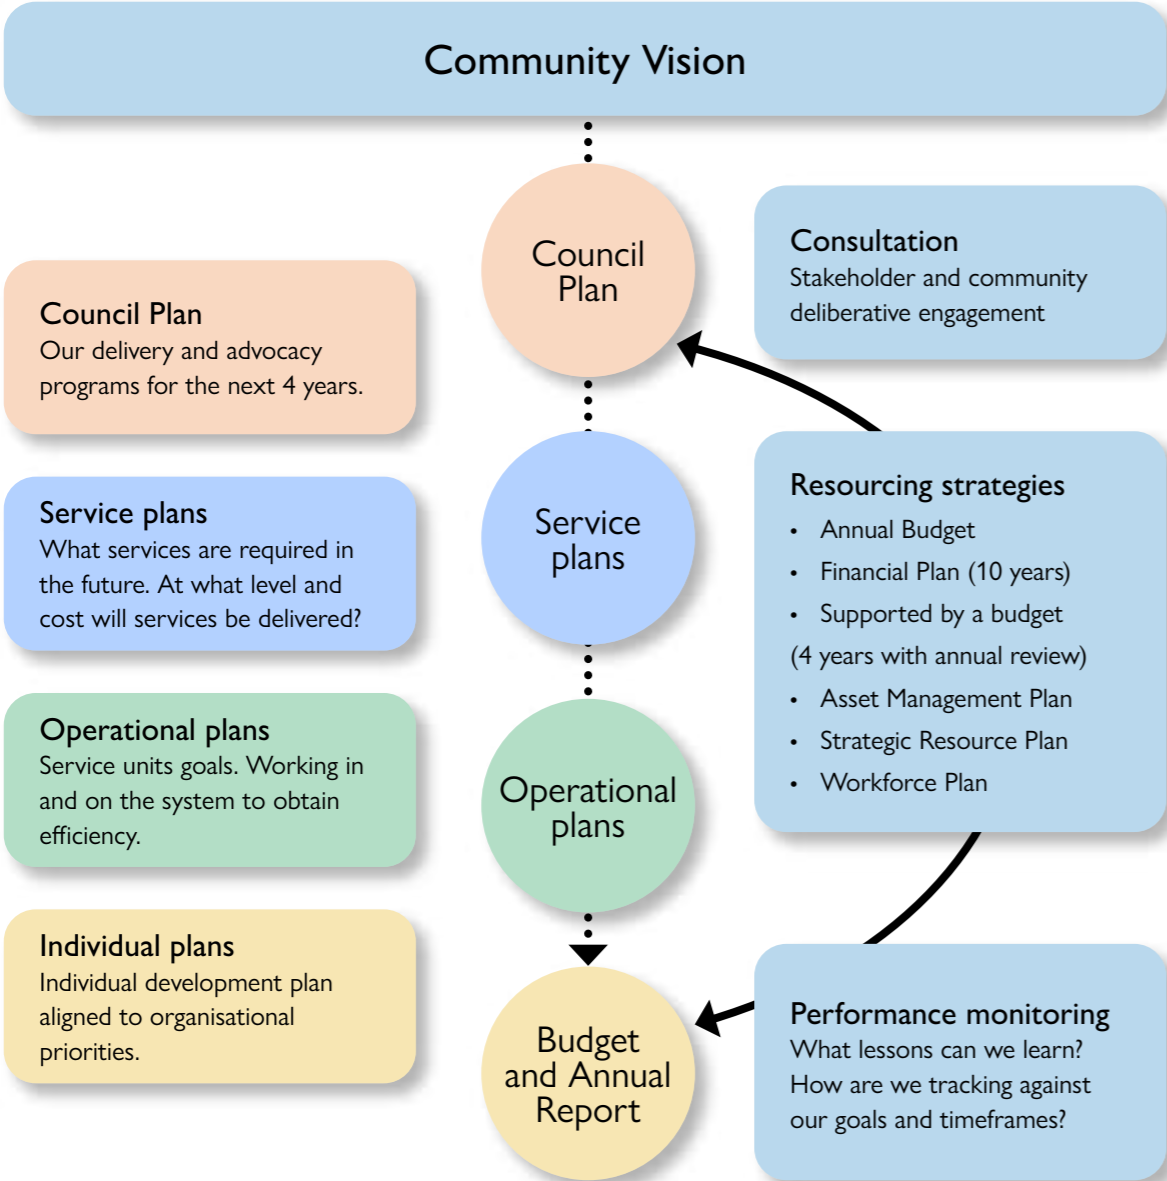 Community Vision
Council Plan
Our delivery and advocacy
programs for the next 4 years.
Service plans
What services are required in
the future. At what level and
cost will services be delivered?
Operational plans
Service units goals. Working in
and on the system to obtain
efficiency.
Individual plans
Individual development plan
aligned to organisational
priorities.
Council
Plan
Service
plans
Operational
plans
Budget
and Annual
Report
Consultation
Stakeholder and community
deliberative engagement
Resourcing strategies
• Annual Budget
• Financial Plan (10 years)
• Supported by a budget
(4 years with annual review)
• Asset Management Plan
• Strategic Resource Plan
• Workforce Plan
Performance monitoring
What lessons can we learn?
How are we tracking against
our goals and timeframes?